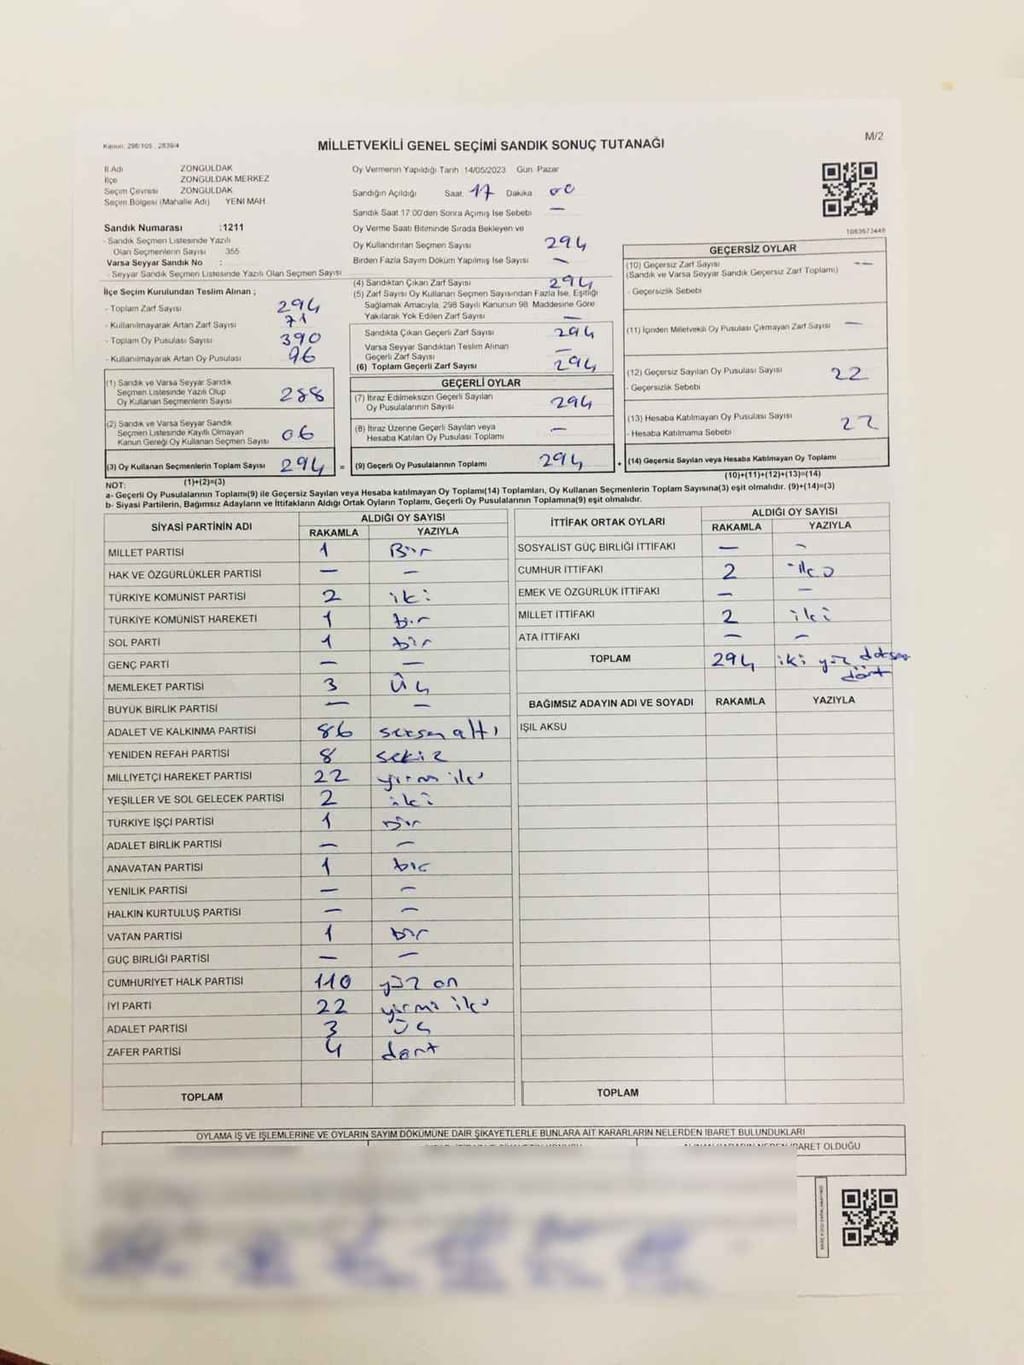 Kanun: 298/105 , 2839/4
MİLLETVEKİLİ GENEL SEÇİMİ SANDIK SONUÇ TUTANAĞI
M/2
İl Adı ZONGULDAK
İlçe ZONGULDAK MERKEZ
Seçim Çevresi ZONGULDAK
Seçim Bölgesi (Mahalle Adı) YENİ MAH.
Sandık Numarası :1211
- Sandık Seçmen Listesinde Yazılı
Olan Seçmenlerin Sayısı 355
Varsa Seyyar Sandık No :
- Seyyar Sandık Seçmen Listesinde Yazılı Olan Seçmen Sayısı
Oy Vermenin Yapıldığı Tarih 14/05/2023 Gün Pazar
Sandığın Açıldığı Saat 17 Dakika 00
Sandık Saat 17.00'den Sonra Açılmış İse Sebebi —
Oy Verme Saati Bitiminde Sırada Bekleyen ve
Oy Kullandırılan Seçmen Sayısı 294
Birden Fazla Sayım Döküm Yapılmış İse Sayısı —
1083673448
İlçe Seçim Kurulundan Teslim Alınan ;
- Toplam Zarf Sayısı 294
- Kullanılmayarak Artan Zarf Sayısı 71
- Toplam Oy Pusulası Sayısı 390
- Kullanılmayarak Artan Oy Pusulası 96
(4) Sandıktan Çıkan Zarf Sayısı 294
(5) Zarf Sayısı Oy Kullanan Seçmen Sayısından Fazla İse, Eşitliği
Sağlamak Amacıyla, 298 Sayılı Kanunun 98. Maddesine Göre
Yakılarak Yok Edilen Zarf Sayısı —
Sandıkta Çıkan Geçerli Zarf Sayısı 294
Varsa Seyyar Sandıktan Teslim Alınan
Geçerli Zarf Sayısı —
(6) Toplam Geçerli Zarf Sayısı 294
GEÇERSİZ OYLAR
(10) Geçersiz Zarf Sayısı —
(Sandık ve Varsa Seyyar Sandık Geçersiz Zarf Toplamı)
- Geçersizlik Sebebi
(11) İçinden Milletvekili Oy Pusulası Çıkmayan Zarf Sayısı —
(12) Geçersiz Sayılan Oy Pusulası Sayısı 22
- Geçersizlik Sebebi
(13) Hesaba Katılmayan Oy Pusulası Sayısı 22
- Hesaba Katılmama Sebebi
(14) Geçersiz Sayılan veya Hesaba Katılmayan Oy Toplamı
(10)+(11)+(12)+(13)=(14)
(1) Sandık ve Varsa Seyyar Sandık
Seçmen Listesinde Yazılı Olup
Oy Kullanan Seçmenlerin Sayısı 288
(2) Sandık ve Varsa Seyyar Sandık
Seçmen Listesinde Kayıtlı Olmayan
Kanun Gereği Oy Kullanan Seçmen Sayısı 06
(3) Oy Kullanan Seçmenlerin Toplam Sayısı 294 =
(1)+(2)=(3)
GEÇERLİ OYLAR
(7) İtiraz Edilmeksizin Geçerli Sayılan
Oy Pusulalarının Sayısı 294
(8) İtiraz Üzerine Geçerli Sayılan veya
Hesaba Katılan Oy Pusulası Toplamı —
(9) Geçerli Oy Pusulalarının Toplamı 294 +
NOT:
a- Geçerli Oy Pusulaları Toplamı(9) ile Geçersiz Sayılan veya Hesaba katılmayan Oy Toplamı(14) Toplamları, Oy Kullanan Seçmenlerin Toplam Sayısına(3) eşit olmalıdır. (9)+(14)=(3)
b- Siyasi Partilerin, Bağımsız Adayların ve İttifakların Aldığı Ortak Oyların Toplamı, Geçerli Oy Pusulalarının Toplamına(9) eşit olmalıdır.
SİYASİ PARTİNİN ADI ALDIĞI OY SAYISI
RAKAMLA YAZIYLA
MİLLET PARTİSİ 1 Bir
HAK VE ÖZGÜRLÜKLER PARTİSİ — —
TÜRKİYE KOMÜNİST PARTİSİ 2 iki
TÜRKİYE KOMÜNİST HAREKETİ 1 bir
SOL PARTİ 1 bir
GENÇ PARTİ — —
MEMLEKET PARTİSİ 3 Üç
BÜYÜK BİRLİK PARTİSİ — —
ADALET VE KALKINMA PARTİSİ 86 seksen altı
YENİDEN REFAH PARTİSİ 8 sekiz
MİLLİYETÇİ HAREKET PARTİSİ 22 yirmi iki
YEŞİLLER VE SOL GELECEK PARTİSİ 2 iki
TÜRKİYE İŞÇİ PARTİSİ 1 Bir
ADALET BİRLİK PARTİSİ — —
ANAVATAN PARTİSİ 1 bir
YENİLİK PARTİSİ — —
HALKIN KURTULUŞ PARTİSİ — —
VATAN PARTİSİ 1 bir
GÜÇ BİRLİĞİ PARTİSİ — —
CUMHURİYET HALK PARTİSİ 110 yüz on
İYİ PARTİ 22 yirmi iki
ADALET PARTİSİ 3 Üç
ZAFER PARTİSİ 4 dört
TOPLAM
İTTİFAK ORTAK OYLARI ALDIĞI OY SAYISI
RAKAMLA YAZIYLA
SOSYALİST GÜÇ BİRLİĞİ İTTİFAKI — —
CUMHUR İTTİFAKI 2 iki
EMEK VE ÖZGÜRLÜK İTTİFAKI — —
MİLLET İTTİFAKI 2 iki
ATA İTTİFAKI — —
TOPLAM 294 iki yüz doksan dört
BAĞIMSIZ ADAYIN ADI VE SOYADI RAKAMLA YAZIYLA
IŞIL AKSU
TOPLAM
OYLAMA İŞ VE İŞLEMLERİNE VE OYLARIN SAYIM DÖKÜMÜNE DAİR ŞİKAYETLERLE BUNLARA AİT KARARLARIN NELERDEN İBARET BULUNDUKLARI
OLDUĞU